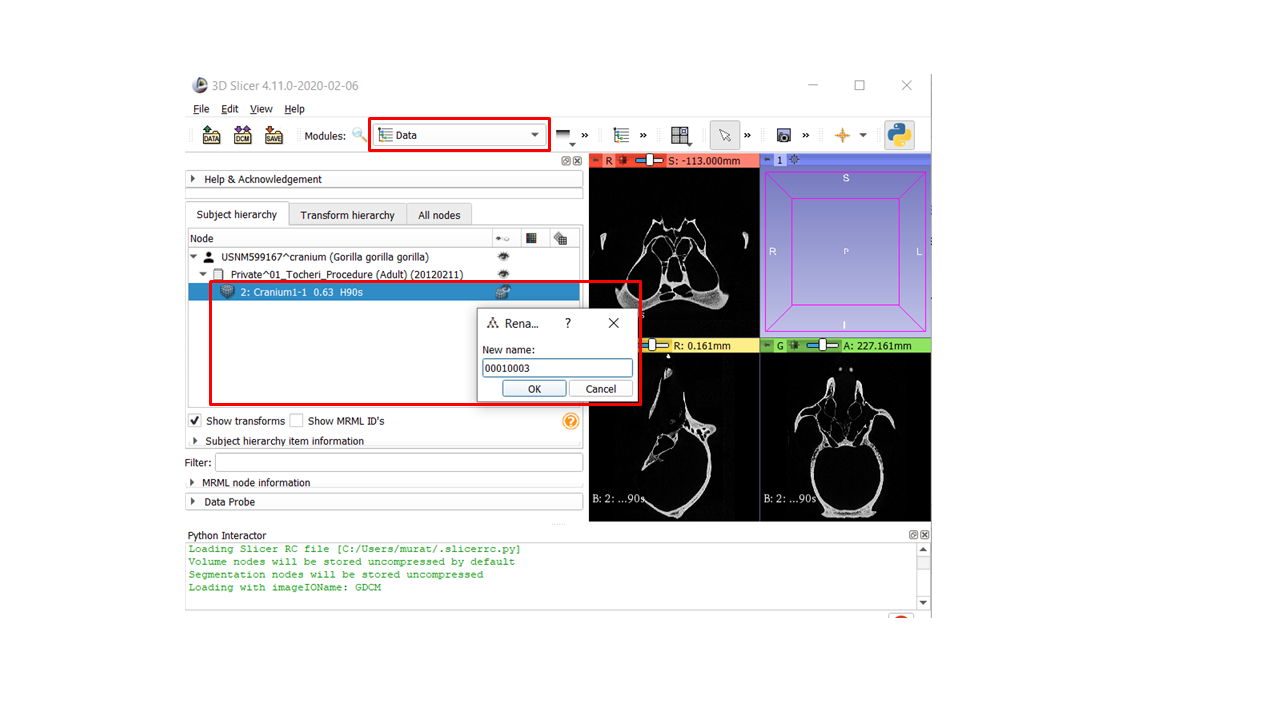 3D Slicer 4.11.0-2020-02-06
File Edit View Help
DATA DCM SAVE Modules: Data » » » »
Help & Acknowledgement
Subject hierarchy Transform hierarchy All nodes
Node
USNM599167^cranium (Gorilla gorilla gorilla)
Private^01_Tocheri_Procedure (Adult) (20120211)
2: Cranium1-1 0.63 H90s
Rena... ?
New name:
00010003
OK Cancel
Show transforms Show MRML ID's ?
Subject hierarchy item information
Filter:
MRML node information
Data Probe
R S: -113.000mm
1
S
R P L
I
R: 0.161mm
G A: 227.161mm
B: 2: ...90s
B: 2: ...90s
Python Interactor
Loading Slicer RC file [C:/Users/murat/.slicerrc.py]
Volume nodes will be stored uncompressed by default
Segmentation nodes will be stored uncompressed
Loading with imageIOName: GDCM